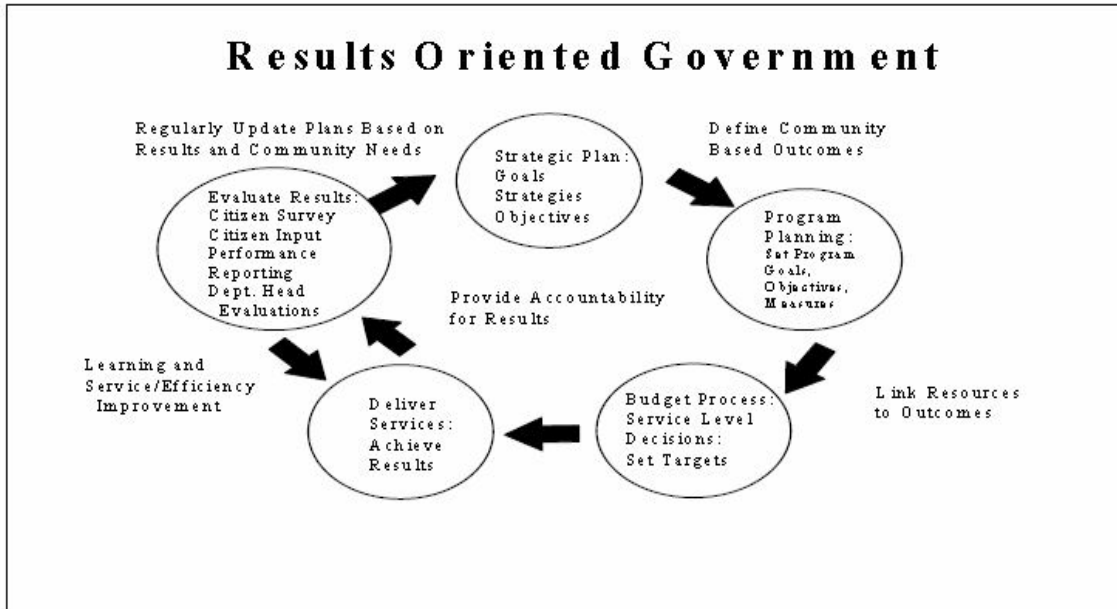 Results Oriented Government
Regularly Update Plans Based on
Results and Community Needs
Strategic Plan:
Goals
Strategies
Objectives
Define Community
Based Outcomes
Evaluate Results:
Citizen Survey
Citizen Input
Performance
Reporting
Dept. Head
Evaluations
Program
Planning:
Set Program
Goals,
Objectives,
Measures
Provide Accountability
for Results
Learning and
Service/Efficiency
Improvement
Deliver
Services:
Achieve
Results
Budget Process:
Service Level
Decisions:
Set Targets
Link Resources
to Outcomes